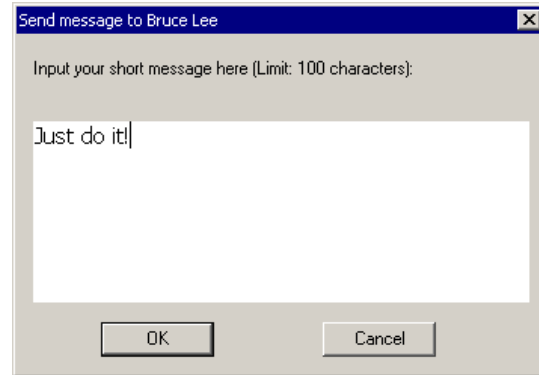 Send message to Bruce Lee
Input your short message here (Limit: 100 characters):
Just do it!
OK
Cancel